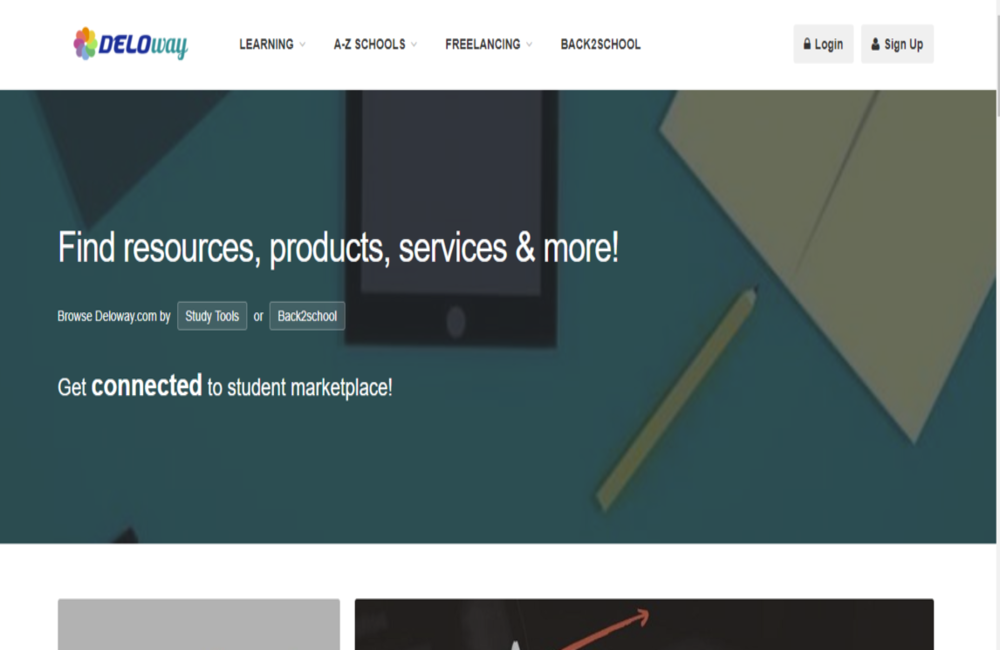 DELOway
LEARNING A-Z SCHOOLS FREELANCING BACK2SCHOOL
Login Sign Up
Find resources, products, services & more!
Browse Deloway.com by Study Tools or Back2school
Get connected to student marketplace!